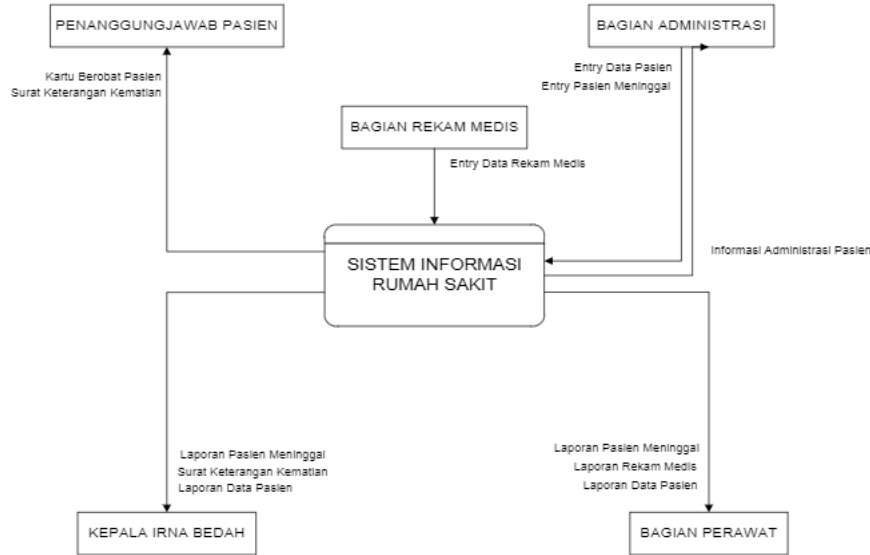 PENANGGUNGJAWAB PASIEN
BAGIAN ADMINISTRASI
Kartu Berobat Pasien
Surat Keterangan Kematian
Entry Data Pasien
Entry Pasien Meninggal
BAGIAN REKAM MEDIS
Entry Data Rekam Medis
Informasi Administrasi Pasien
SISTEM INFORMASI
RUMAH SAKIT
Laporan Pasien Meninggal
Surat Keterangan Kematian
Laporan Data Pasien
Laporan Pasien Meninggal
Laporan Rekam Medis
Laporan Data Pasien
KEPALA IRNA BEDAH
BAGIAN PERAWAT